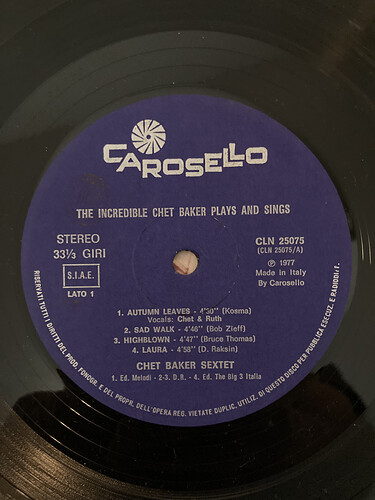 CAROSELLO
THE INCREDIBLE CHET BAKER PLAYS AND SINGS
STEREO
33⅓ GIRI
S.I.A.E.
LATO 1
CLN 25075
(CLN 25075/A)
℗ 1977
Made in Italy
By Carosello
1. AUTUMN LEAVES - 4'30" (Kosma)
Vocals: Chet & Ruth
2. SAD WALK - 4'46" (Bob Zieff)
3. HIGHBLOWN - 4'47" (Bruce Thomas)
4. LAURA - 4'58" (D. Raksin)
CHET BAKER SEXTET
1. Ed. Melodi - 2-3. D.R. - 4. Ed. The Big 3 Italia
RISERVATI TUTTI I DIRITTI DEL PROD. FONOGR. E DEL PROPR. DELL'OPERA REG. VIETATE DUPLIC. UTILIZ. DI QUESTO DISCO PER PUBBLICA ESECUZ. E RADIODIFF.